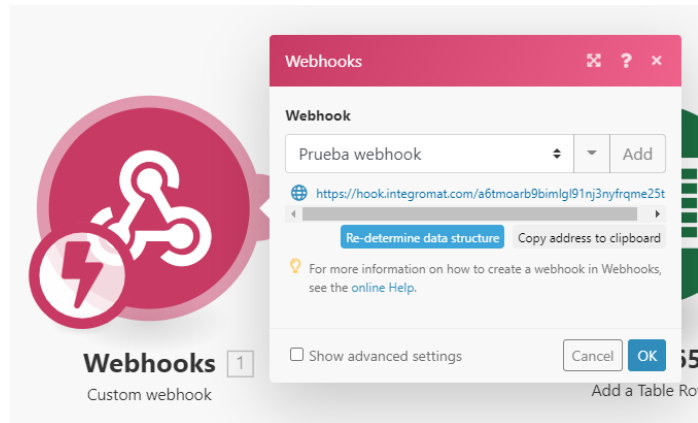 Webhooks
?
×
Webhook
Prueba webhook
Add
https://hook.integromat.com/a6tmoarb9bimlgl91nj3nyfrqme25t
Re-determine data structure
Copy address to clipboard
For more information on how to create a webhook in Webhooks,
see the online Help.
Show advanced settings
Cancel
OK
Webhooks
1
Custom webhook
Add a Table